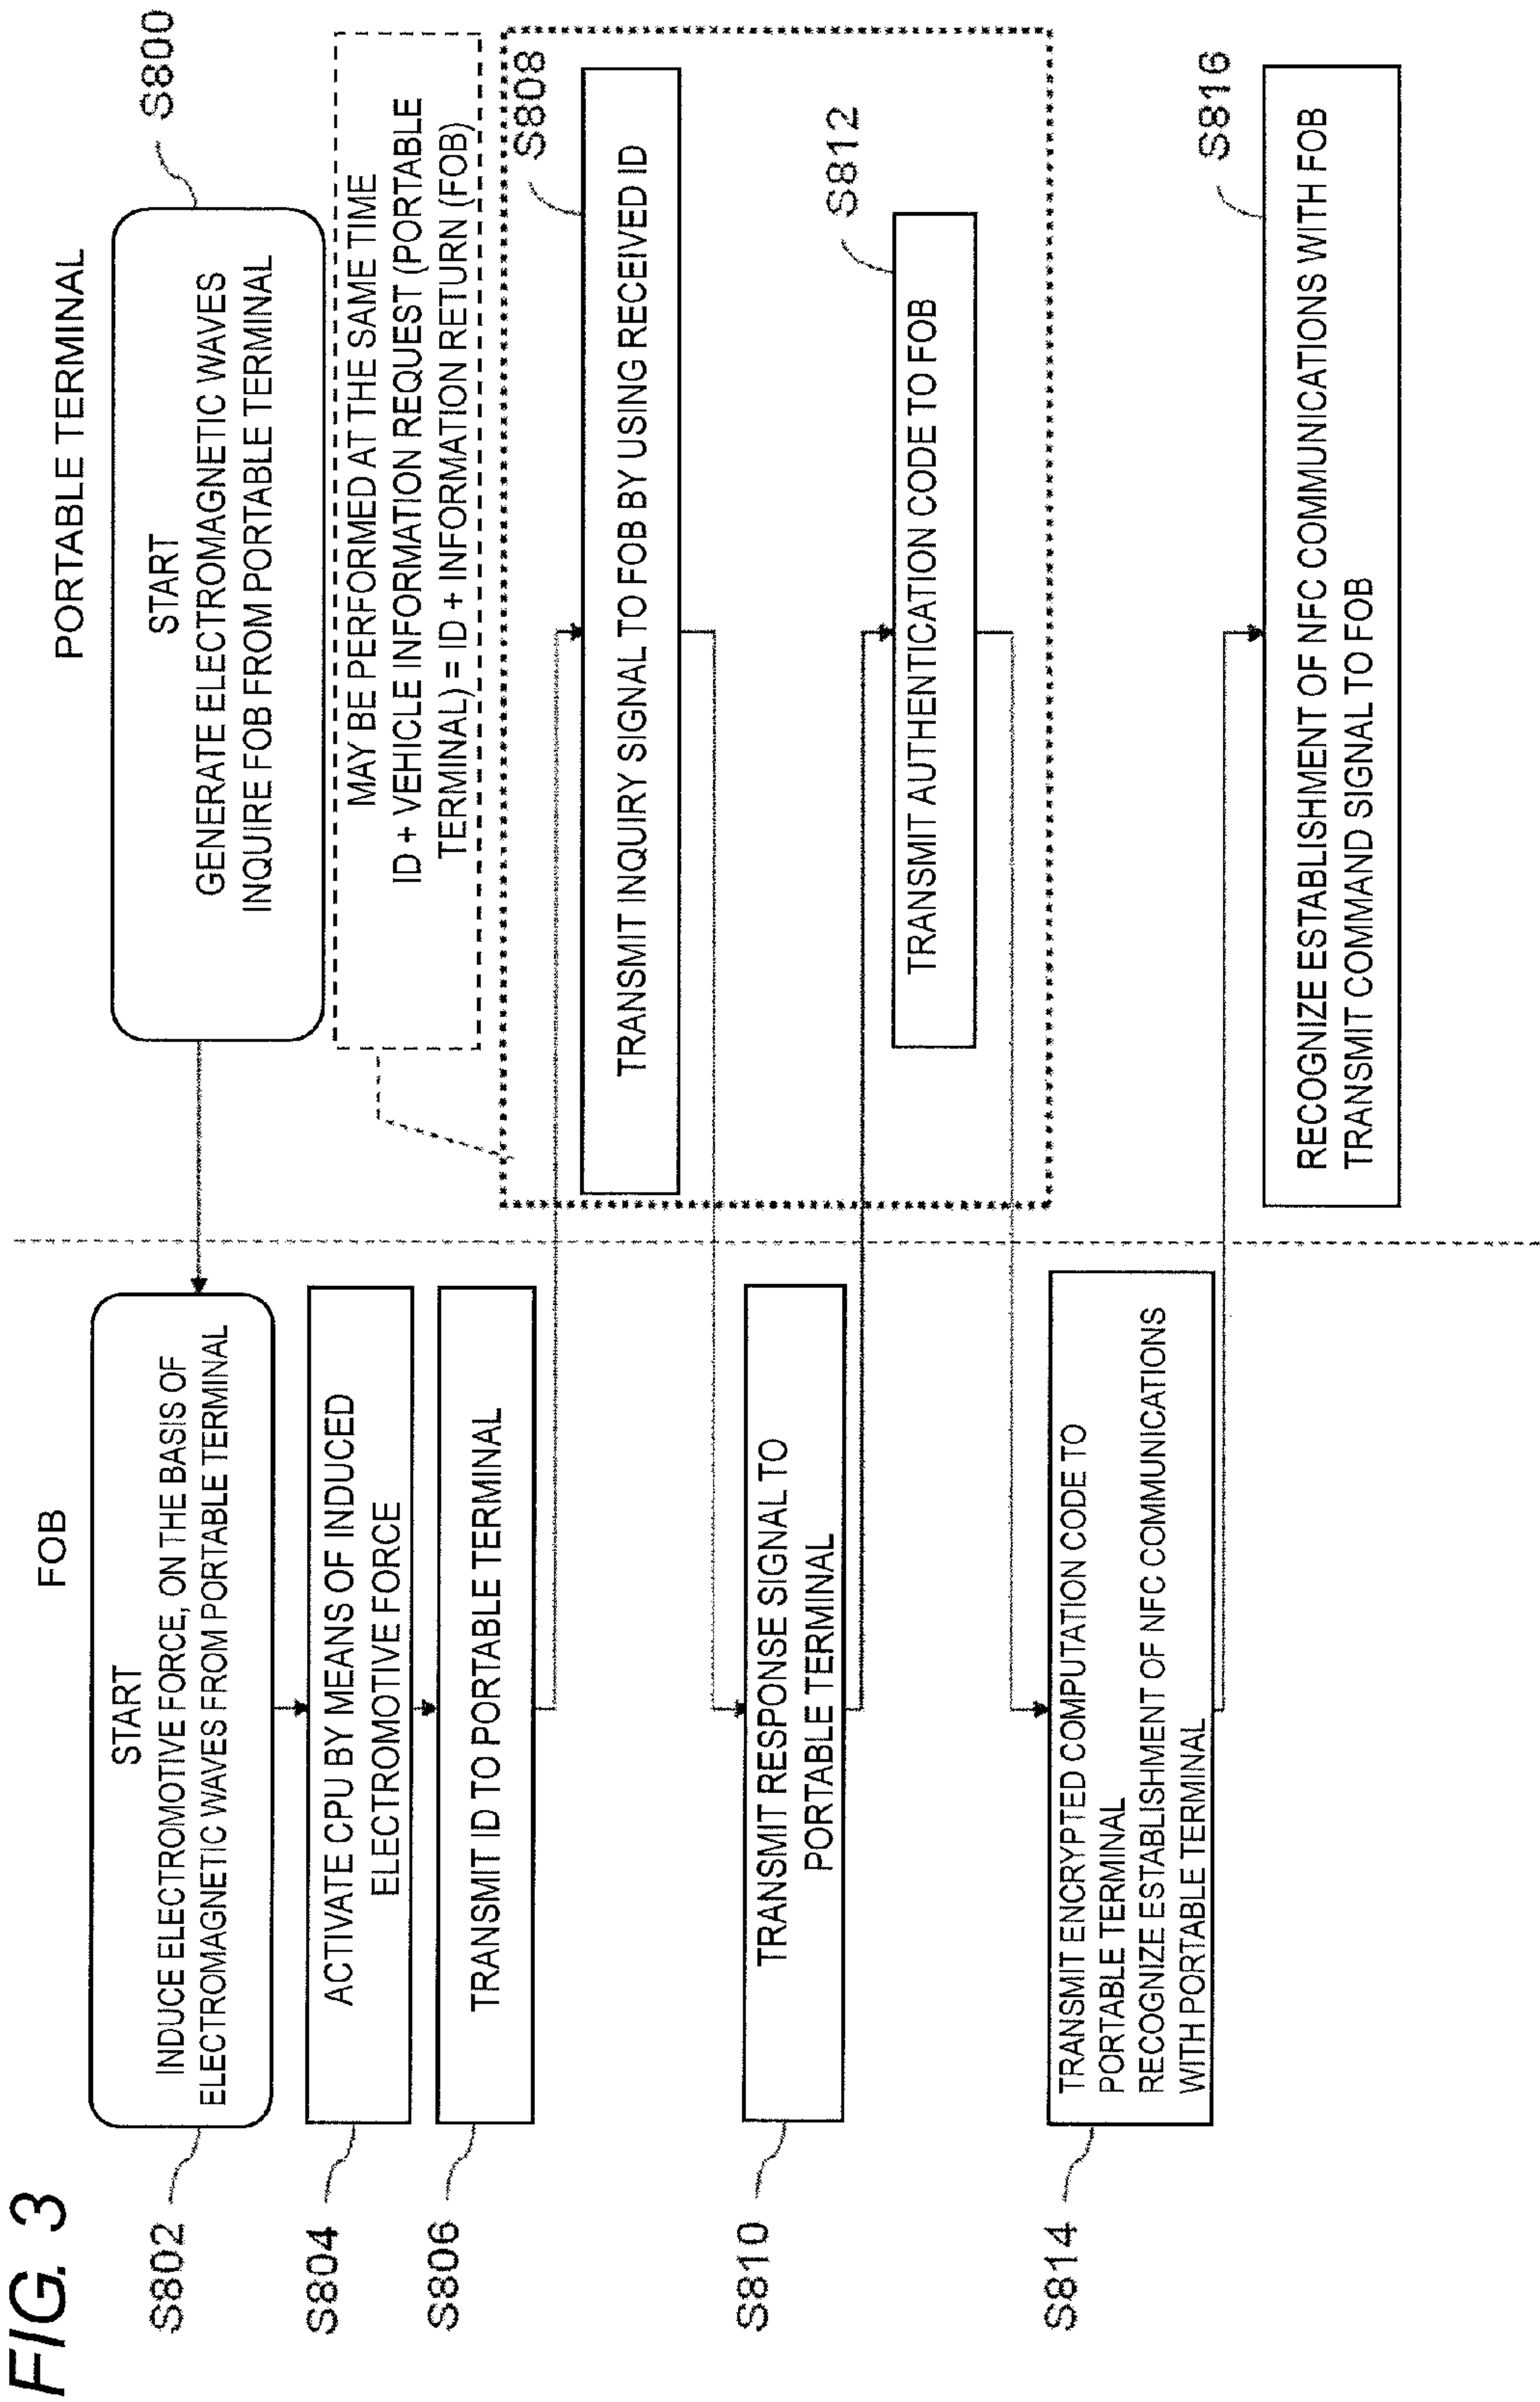 FIG. 3
FOB
PORTABLE TERMINAL
START
GENERATE ELECTROMAGNETIC WAVES
INQUIRE FOB FROM PORTABLE TERMINAL
S800
S802
START
INDUCE ELECTROMOTIVE FORCE, ON THE BASIS OF
ELECTROMAGNETIC WAVES FROM PORTABLE TERMINAL
MAY BE PERFORMED AT THE SAME TIME
ID + VEHICLE INFORMATION REQUEST (PORTABLE
TERMINAL) = ID + INFORMATION RETURN (FOB)
S804
ACTIVATE CPU BY MEANS OF INDUCED
ELECTROMOTIVE FORCE
S806
TRANSMIT ID TO PORTABLE TERMINAL
S808
TRANSMIT INQUIRY SIGNAL TO FOB BY USING RECEIVED ID
S810
TRANSMIT RESPONSE SIGNAL TO
PORTABLE TERMINAL
S812
TRANSMIT AUTHENTICATION CODE TO FOB
S814
TRANSMIT ENCRYPTED COMPUTATION CODE TO
PORTABLE TERMINAL
RECOGNIZE ESTABLISHMENT OF NFC COMMUNICATIONS
WITH PORTABLE TERMINAL
S816
RECOGNIZE ESTABLISHMENT OF NFC COMMUNICATIONS WITH FOB
TRANSMIT COMMAND SIGNAL TO FOB